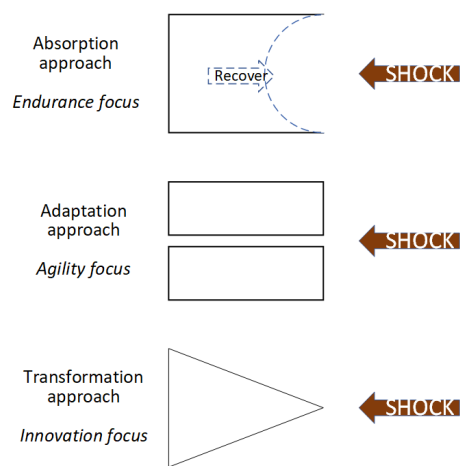 Absorption
approach
Endurance focus
Recover
SHOCK
Adaptation
approach
Agility focus
SHOCK
Transformation
approach
Innovation focus
SHOCK